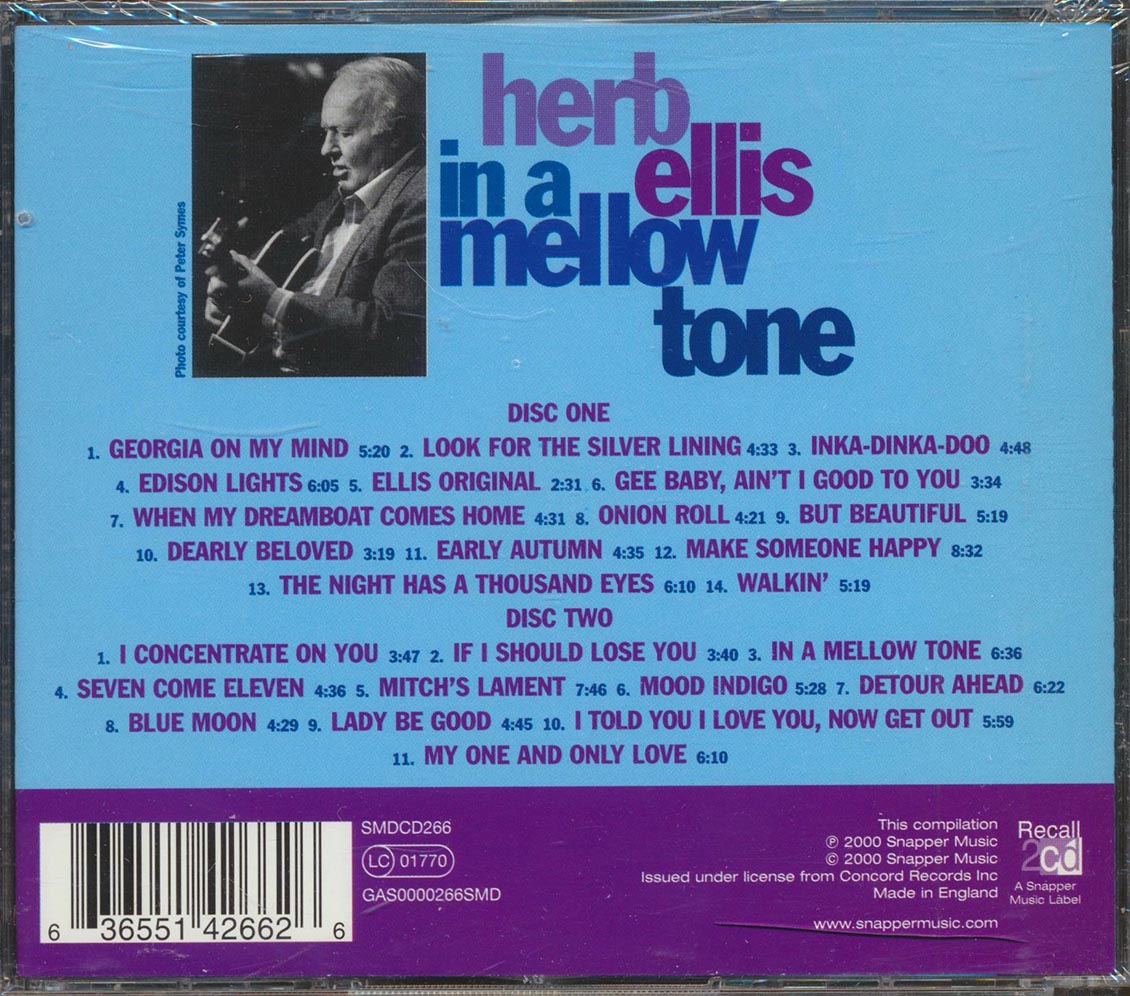 herb
ellis
in a
mellow
tone
Photo courtesy of Peter Symes
DISC ONE
1. GEORGIA ON MY MIND 5:20 2. LOOK FOR THE SILVER LINING 4:33 3. INKA-DINKA-DOO 4:48
4. EDISON LIGHTS 6:05 5. ELLIS ORIGINAL 2:31 6. GEE BABY, AIN'T I GOOD TO YOU 3:34
7. WHEN MY DREAMBOAT COMES HOME 4:31 8. ONION ROLL 4:21 9. BUT BEAUTIFUL 5:19
10. DEARLY BELOVED 3:19 11. EARLY AUTUMN 4:35 12. MAKE SOMEONE HAPPY 8:32
13. THE NIGHT HAS A THOUSAND EYES 6:10 14. WALKIN' 5:19
DISC TWO
1. I CONCENTRATE ON YOU 3:47 2. IF I SHOULD LOSE YOU 3:40 3. IN A MELLOW TONE 6:36
4. SEVEN COME ELEVEN 4:36 5. MITCH'S LAMENT 7:46 6. MOOD INDIGO 5:28 7. DETOUR AHEAD 6:22
8. BLUE MOON 4:29 9. LADY BE GOOD 4:45 10. I TOLD YOU I LOVE YOU, NOW GET OUT 5:59
11. MY ONE AND ONLY LOVE 6:10
6 36551 42662 6
SMDCD266
LC 01770
GAS0000266SMD
This compilation
℗ 2000 Snapper Music
© 2000 Snapper Music
Issued under license from Concord Records Inc
Made in England
www.snappermusic.com
Recall
2cd
A Snapper
Music Label